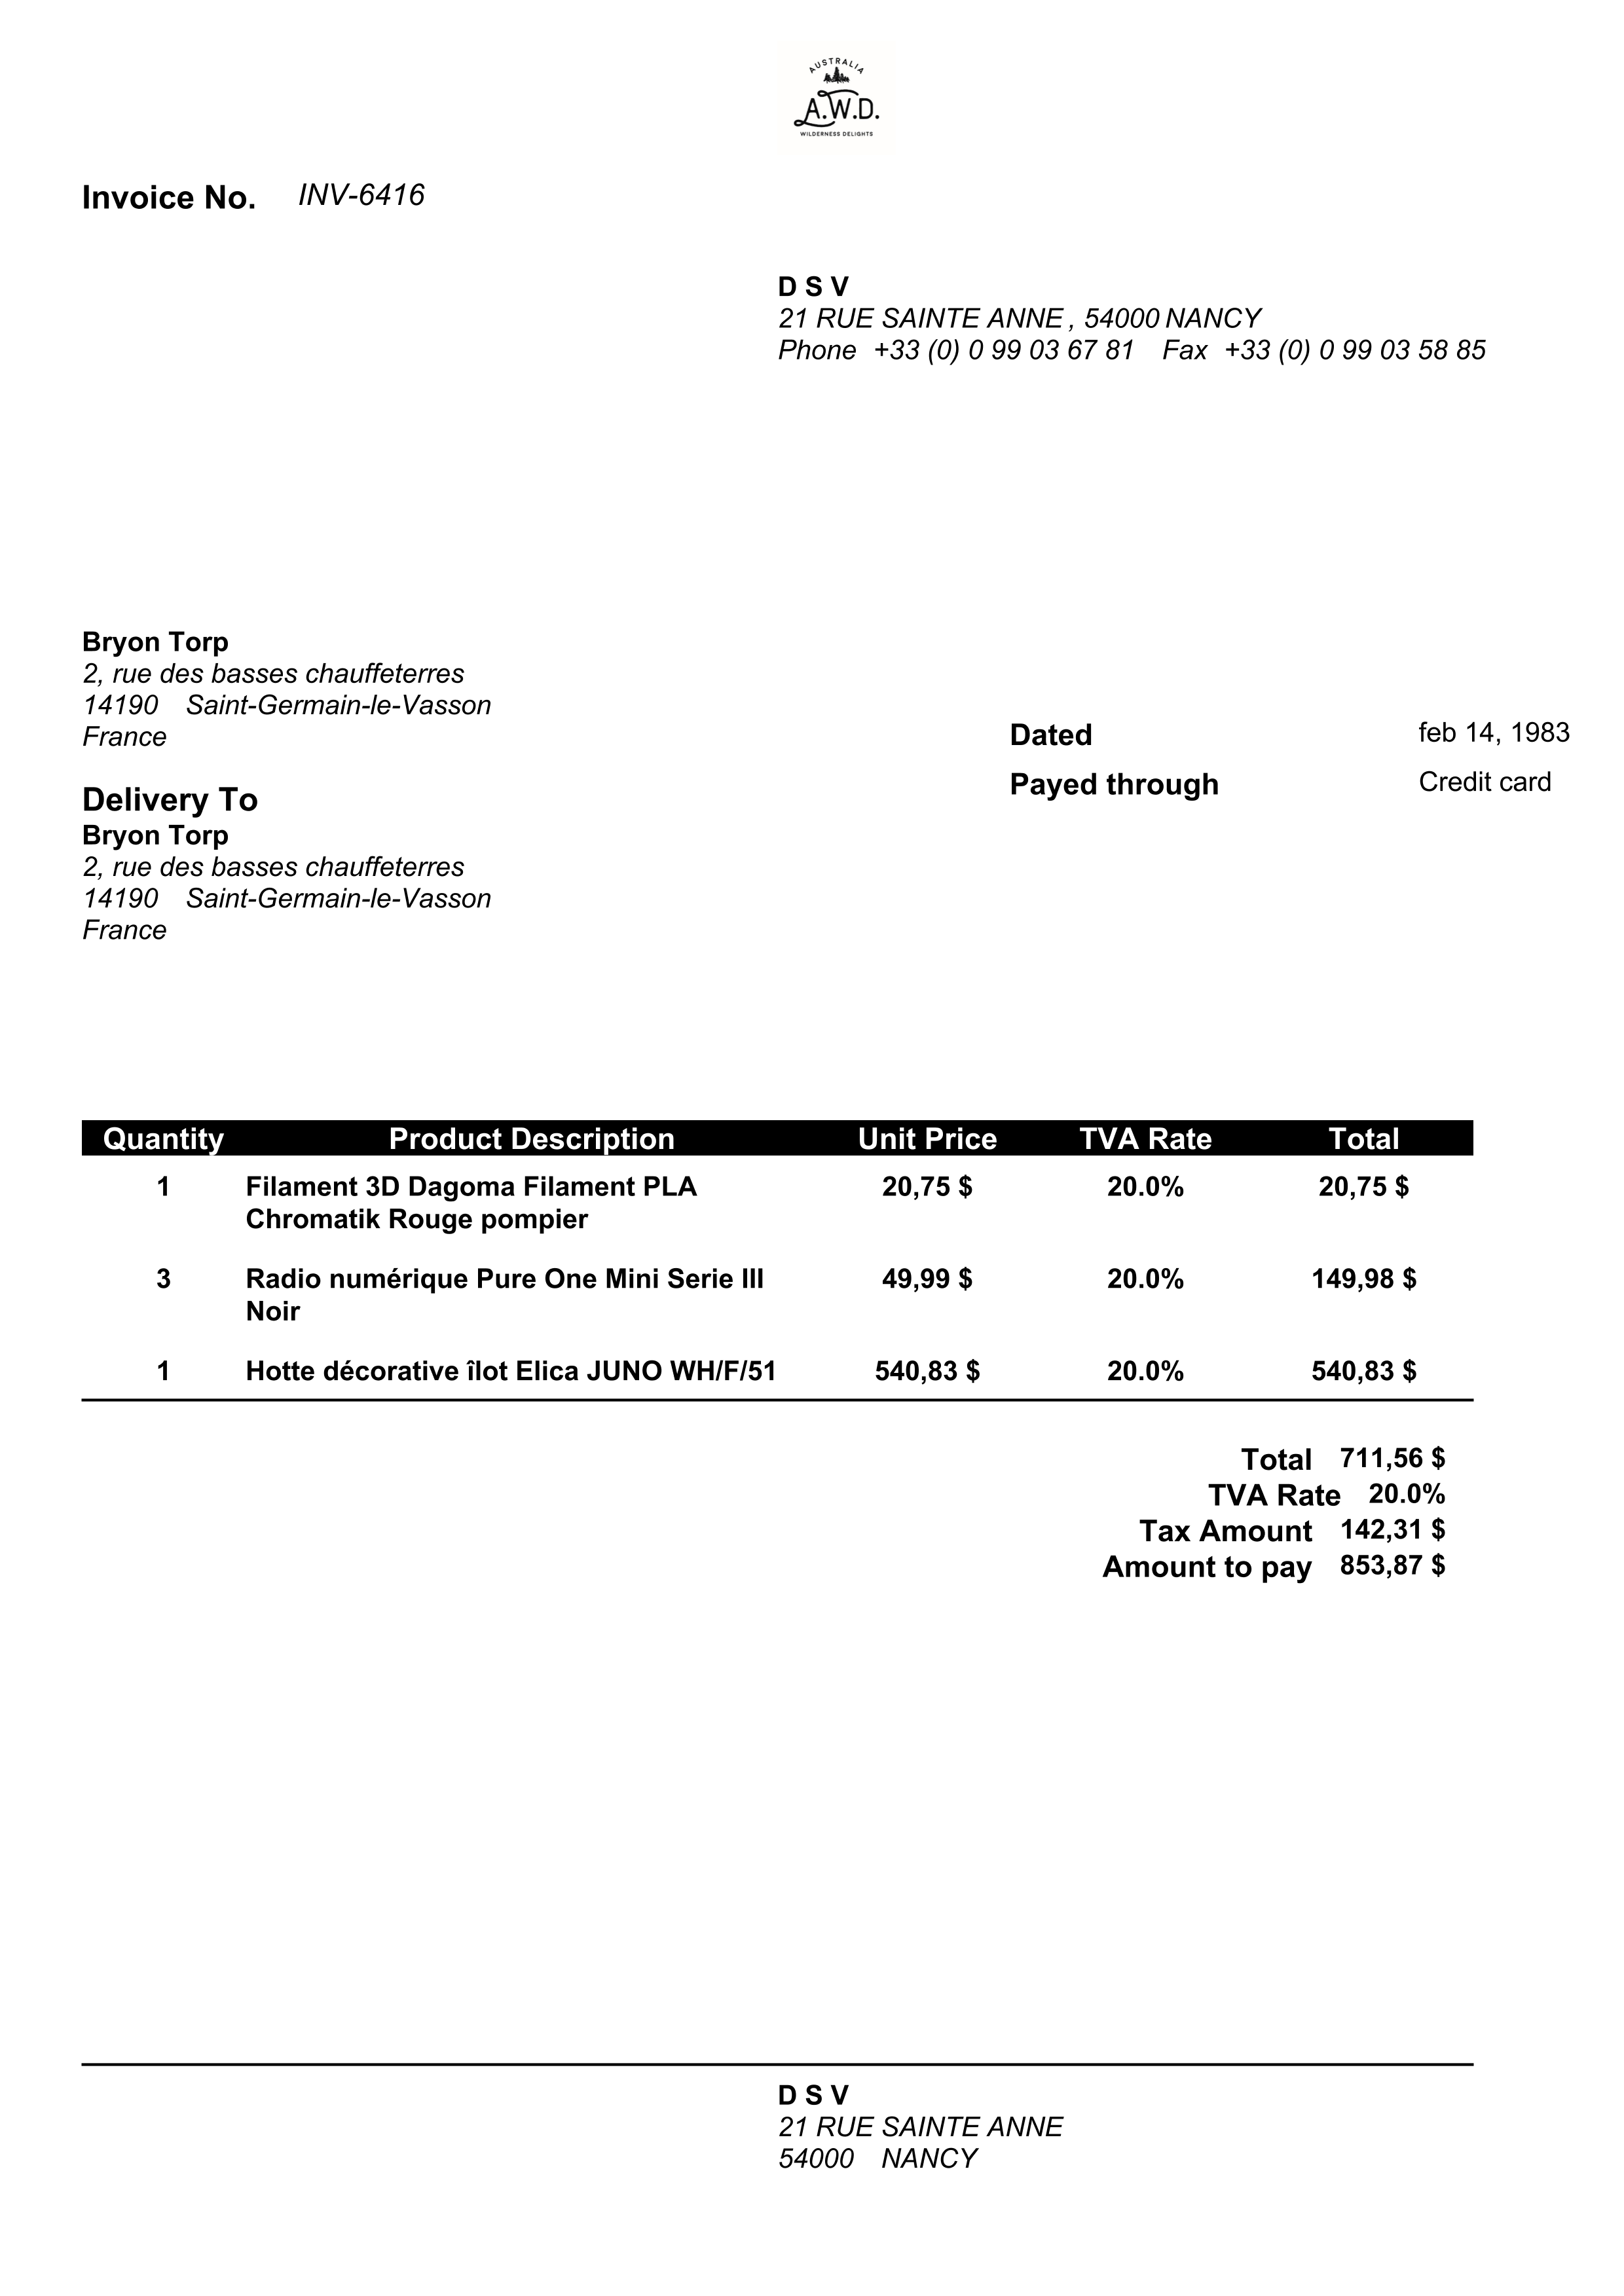 AUSTRALIA
A.W.D.
WILDERNESS DELIGHTS
Invoice No. INV-6416
D S V
21 RUE SAINTE ANNE , 54000 NANCY
Phone +33 (0) 0 99 03 67 81 Fax +33 (0) 0 99 03 58 85
Bryon Torp
2, rue des basses chauffeterres
14190 Saint-Germain-le-Vasson
France
Dated feb 14, 1983
Payed through Credit card
Delivery To
Bryon Torp
2, rue des basses chauffeterres
14190 Saint-Germain-le-Vasson
France
Quantity Product Description Unit Price TVA Rate Total
1 Filament 3D Dagoma Filament PLA 20,75 $ 20.0% 20,75 $
Chromatik Rouge pompier
3 Radio numérique Pure One Mini Serie III 49,99 $ 20.0% 149,98 $
Noir
1 Hotte décorative îlot Elica JUNO WH/F/51 540,83 $ 20.0% 540,83 $
Total 711,56 $
TVA Rate 20.0%
Tax Amount 142,31 $
Amount to pay 853,87 $
D S V
21 RUE SAINTE ANNE
54000 NANCY